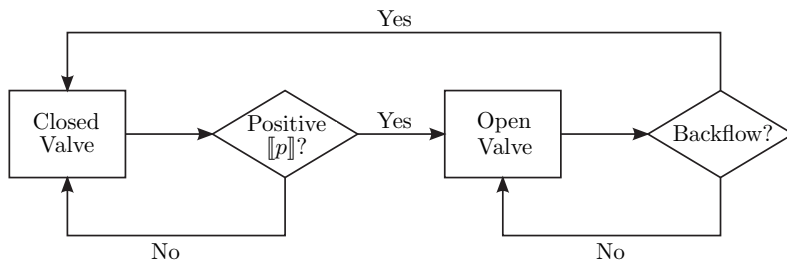 Yes
Closed
Valve
Positive
⟦p⟧?
Yes
Open
Valve
Backflow?
No
No